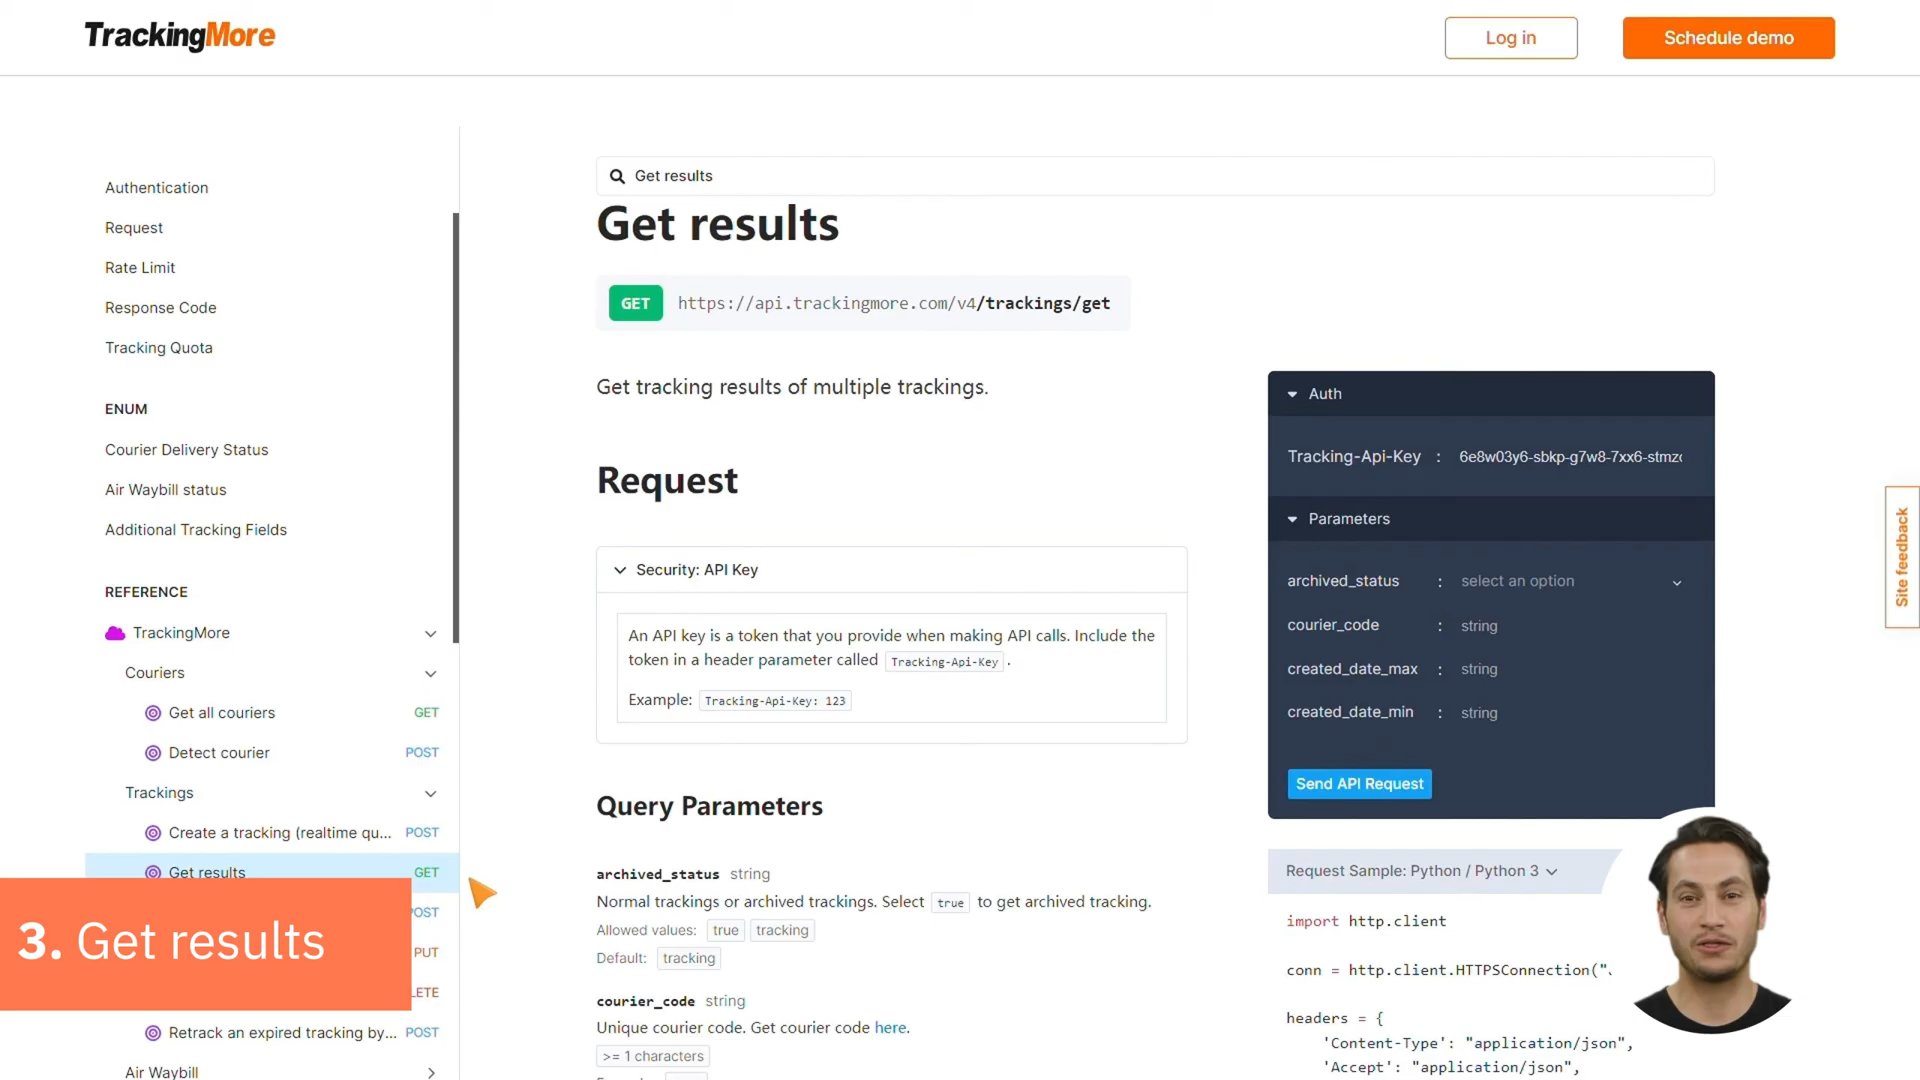 TrackingMore
Log in
Schedule demo
Authentication
Request
Rate Limit
Response Code
Tracking Quota
ENUM
Courier Delivery Status
Air Waybill status
Additional Tracking Fields
REFERENCE
TrackingMore
Couriers
Get all couriers GET
Detect courier POST
Trackings
Create a tracking (realtime qu... POST
Get results GET
POST
PUT
LETE
Retrack an expired tracking by... POST
Air Waybill
3. Get results
Get results
Get results
GET https://api.trackingmore.com/v4/trackings/get
Get tracking results of multiple trackings.
Request
Security: API Key
An API key is a token that you provide when making API calls. Include the
token in a header parameter called Tracking-Api-Key .
Example: Tracking-Api-Key: 123
Query Parameters
archived_status string
Normal trackings or archived trackings. Select true to get archived tracking.
Allowed values: true tracking
Default: tracking
courier_code string
Unique courier code. Get courier code here.
>= 1 characters
Auth
Tracking-Api-Key : 6e8w03y6-sbkp-g7w8-7xx6-stmz
Parameters
archived_status : select an option
courier_code : string
created_date_max : string
created_date_min : string
Send API Request
Request Sample: Python / Python 3
import http.client
conn = http.client.HTTPSConnection("
headers = {
'Content-Type': "application/json",
'Accept': "application/json",
Site feedback